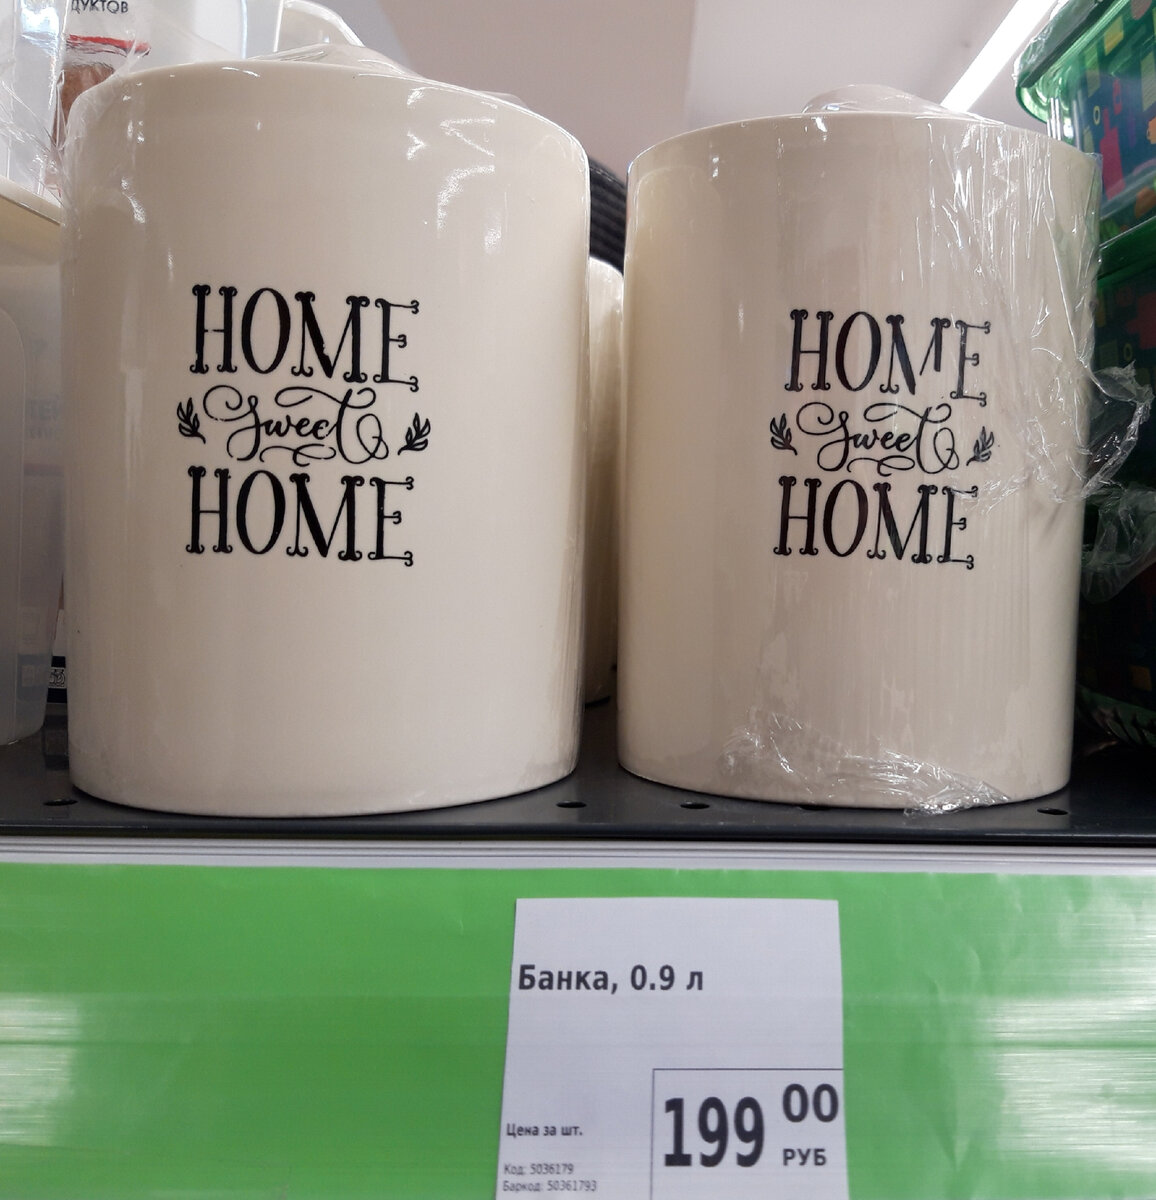 ДУКТОВ
HOME
Sweet
HOME
HOME
Sweet
HOME
Банка, 0.9 л
199 00
РУБ
Цена за шт.
Код: 5036179
Баркод: 50361793